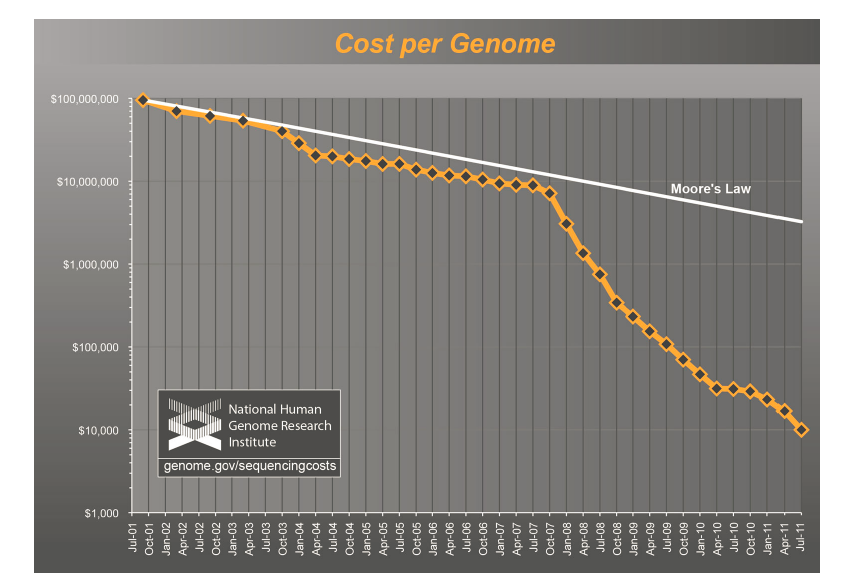 Cost per Genome
$100,000,000
$10,000,000
Moore's Law
$1,000,000
$100,000
$10,000
National Human
Genome Research
Institute
genome.gov/sequencingcosts
$1,000
Jul-01
Oct-01
Jan-02
Apr-02
Jul-02
Oct-02
Jan-03
Apr-03
Jul-03
Oct-03
Jan-04
Apr-04
Jul-04
Oct-04
Jan-05
Apr-05
Jul-05
Oct-05
Jan-06
Apr-06
Jul-06
Oct-06
Jan-07
Apr-07
Jul-07
Oct-07
Jan-08
Apr-08
Jul-08
Oct-08
Jan-09
Apr-09
Jul-09
Oct-09
Jan-10
Apr-10
Jul-10
Oct-10
Jan-11
Apr-11
Jul-11